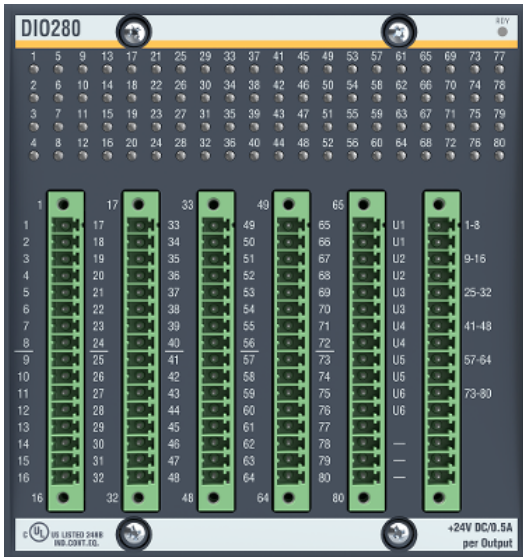 DIO280
RDY
1 5 9 13 17 21 25 29 33 37 41 45 49 53 57 61 65 69 73 77
2 6 10 14 18 22 26 30 34 38 42 46 50 54 58 62 66 70 74 78
3 7 11 15 19 23 27 31 35 39 43 47 51 55 59 63 67 71 75 79
4 8 12 16 20 24 28 32 36 40 44 48 52 56 60 64 68 72 76 80
1 17 33 49 65
1 17 33 49 65 U1 1-8
2 18 34 50 66 U1
3 19 35 51 67 U2 9-16
4 20 36 52 68 U2
5 21 37 53 69 U3 25-32
6 22 38 54 70 U3
7 23 39 55 71 U4 41-48
8 24 40 56 72 U4
9 25 41 57 73 U5 57-64
10 26 42 58 74 U5
11 27 43 59 75 U6 73-80
12 28 44 60 76 U6
13 29 45 61 77
14 30 46 62 78 —
15 31 47 63 79 —
16 32 48 64 80 —
16 32 48 64 80
C UL US LISTED 24WB
IND.CONT.EQ.
+24V DC/0.5A
per Output